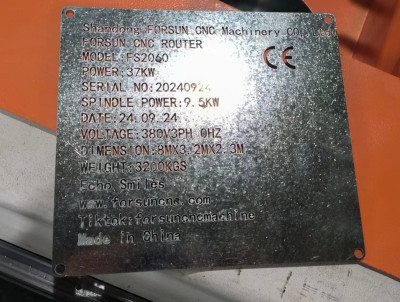 Shandong FORSUN CNC Machinery CO, Ltd
FORSUN CNC ROUTER
MODEL:FS2060
POWER:37KW
CE
SERIAL NO:20240924
SPINDLE POWER:9.5KW
DATE:24.09.24
VOLTAGE:380V3PH 0HZ
DIMENSION:8MX3.2MX2.3M
WEIGHT:3200KGS
Echo Smiles
www.forsuncnc.com
Tiktok:forsuncncmachine
Made in China